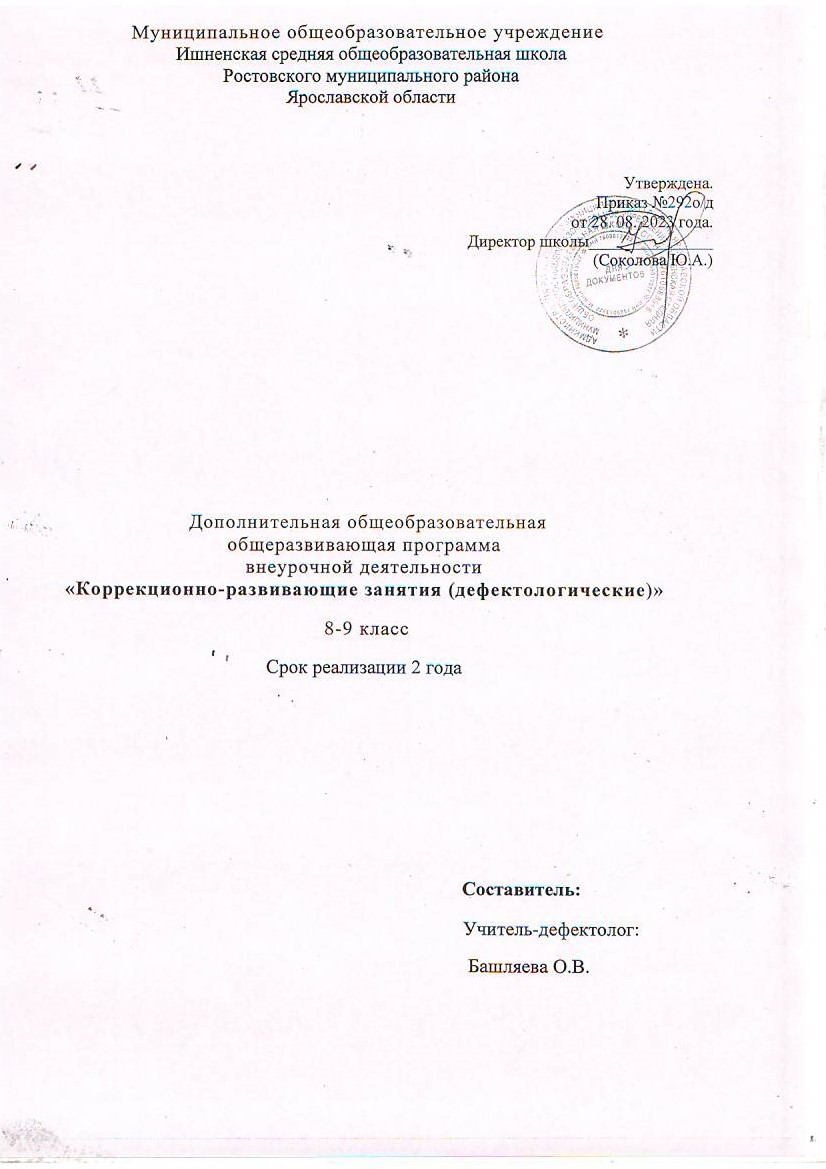 Муниципальное общеобразовательное учреждение
Ишненская средняя общеобразовательная школа
Ростовского муниципального района
Ярославской области
Утверждена.
Приказ №292о/д
от 28. 08. 2023 года.
Директор школы
(Соколова Ю.А.)
ДЛЯ
ДОКУМЕНТОВ
Дополнительная общеобразовательная
общеразвивающая программа
внеурочной деятельности
«Коррекционно-развивающие занятия (дефектологические)»
8-9 класс
Срок реализации 2 года
Составитель:
Учитель-дефектолог:
Башляева О.В.